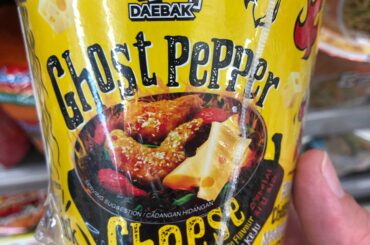 DAEBAK
Ghost Pepper
SERVING SUGGESTION / CADANGAN HIDANGAN
Cheese